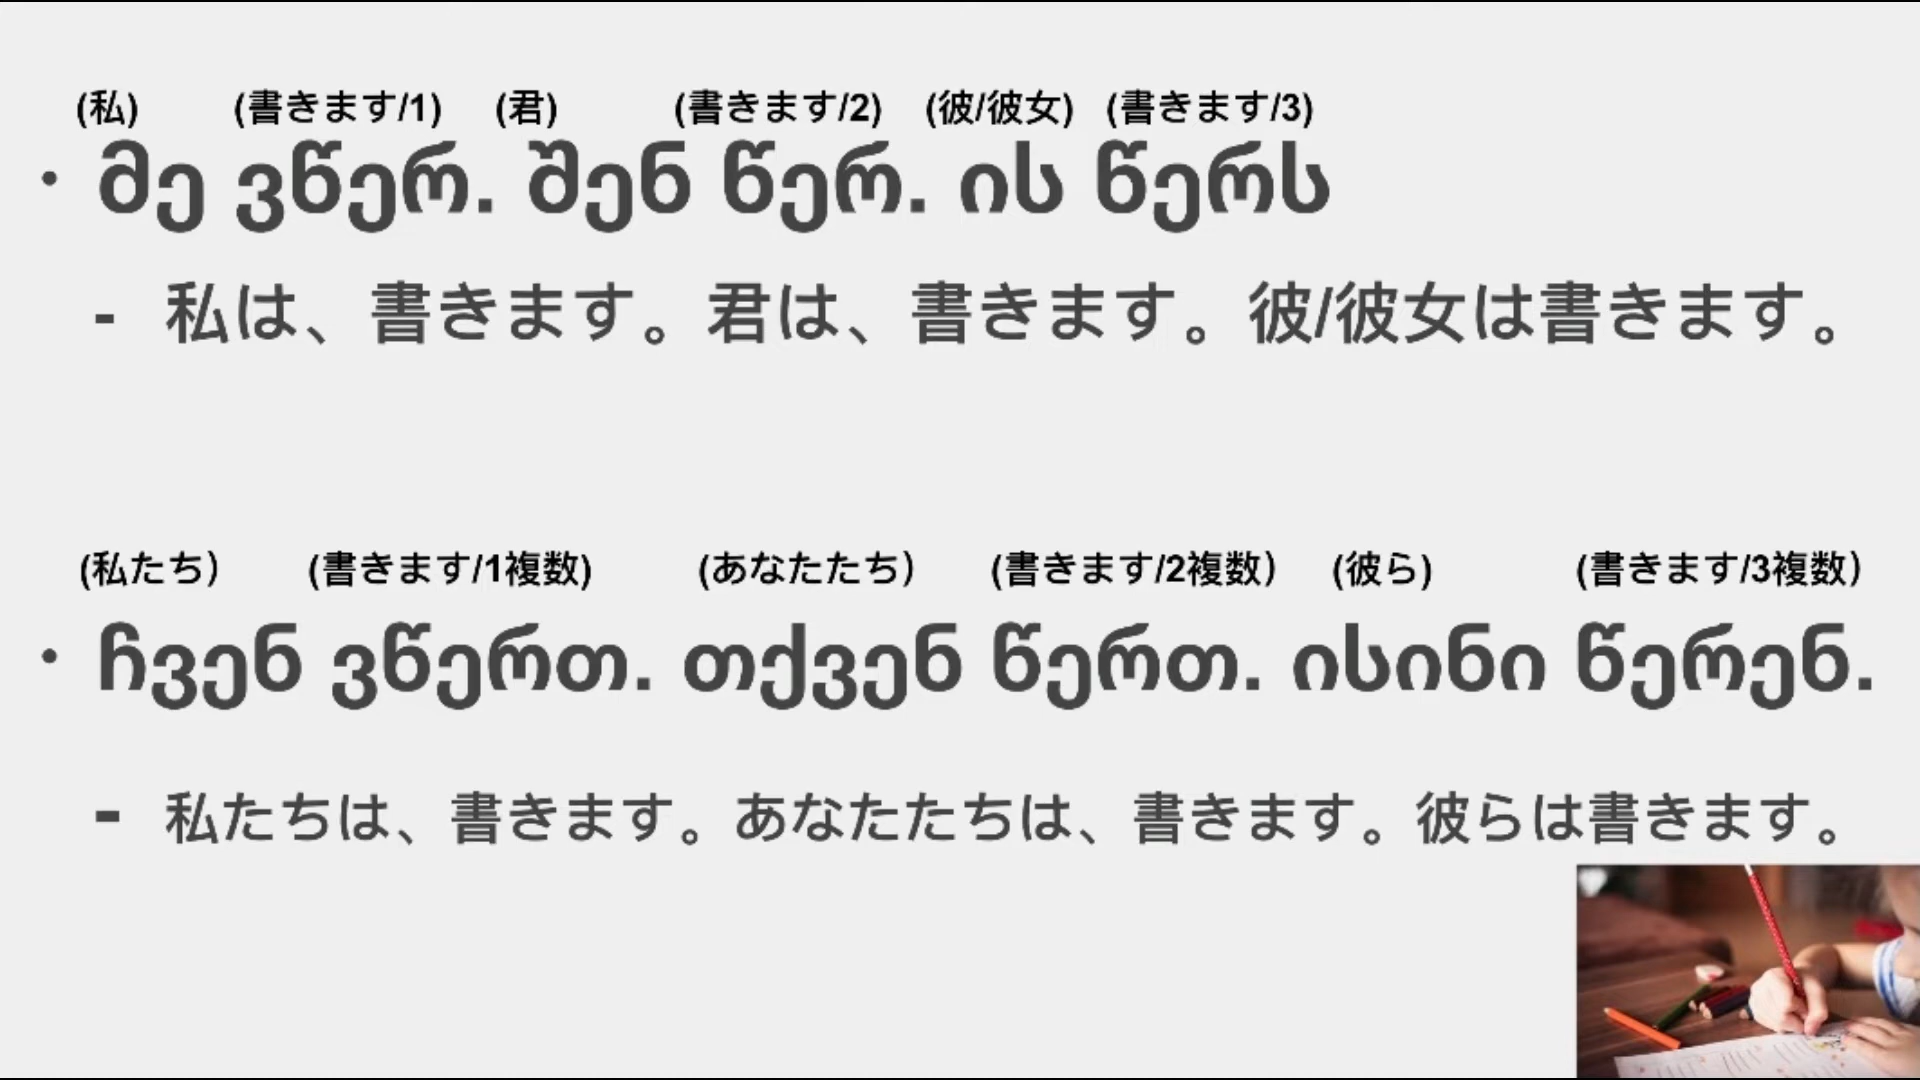 (私) (書きます/1) (君) (書きます/2) (彼/彼女) (書きます/3)
• მე ვწერ. შენ წერ. ის წერს
- 私は、書きます。君は、書きます。彼/彼女は書きます。
(私たち） (書きます/1複数) (あなたたち） (書きます/2複数） (彼ら) (書きます/3複数）
• ჩვენ ვწერთ. თქვენ წერთ. ისინი წერენ.
- 私たちは、書きます。あなたたちは、書きます。彼らは書きます。